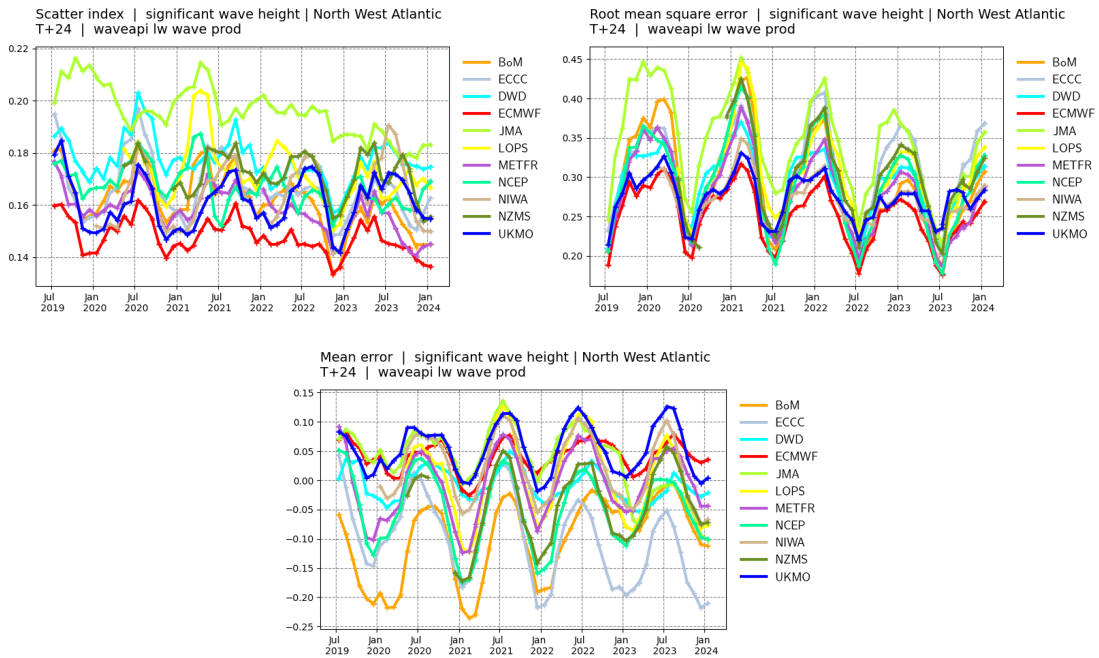 Scatter index | significant wave height | North West Atlantic
T+24 | waveapi lw wave prod
0.22
0.20
0.18
0.16
0.14
Jul 2019
Jan 2020
Jul 2020
Jan 2021
Jul 2021
Jan 2022
Jul 2022
Jan 2023
Jul 2023
Jan 2024
BoM
ECCC
DWD
ECMWF
JMA
LOPS
METFR
NCEP
NIWA
NZMS
UKMO
Root mean square error | significant wave height | North West Atlantic
T+24 | waveapi lw wave prod
0.45
0.40
0.35
0.30
0.25
0.20
Jul 2019
Jan 2020
Jul 2020
Jan 2021
Jul 2021
Jan 2022
Jul 2022
Jan 2023
Jul 2023
Jan 2024
BoM
ECCC
DWD
ECMWF
JMA
LOPS
METFR
NCEP
NIWA
NZMS
UKMO
Mean error | significant wave height | North West Atlantic
T+24 | waveapi lw wave prod
0.15
0.10
0.05
0.00
−0.05
−0.10
−0.15
−0.20
−0.25
Jul 2019
Jan 2020
Jul 2020
Jan 2021
Jul 2021
Jan 2022
Jul 2022
Jan 2023
Jul 2023
Jan 2024
BoM
ECCC
DWD
ECMWF
JMA
LOPS
METFR
NCEP
NIWA
NZMS
UKMO